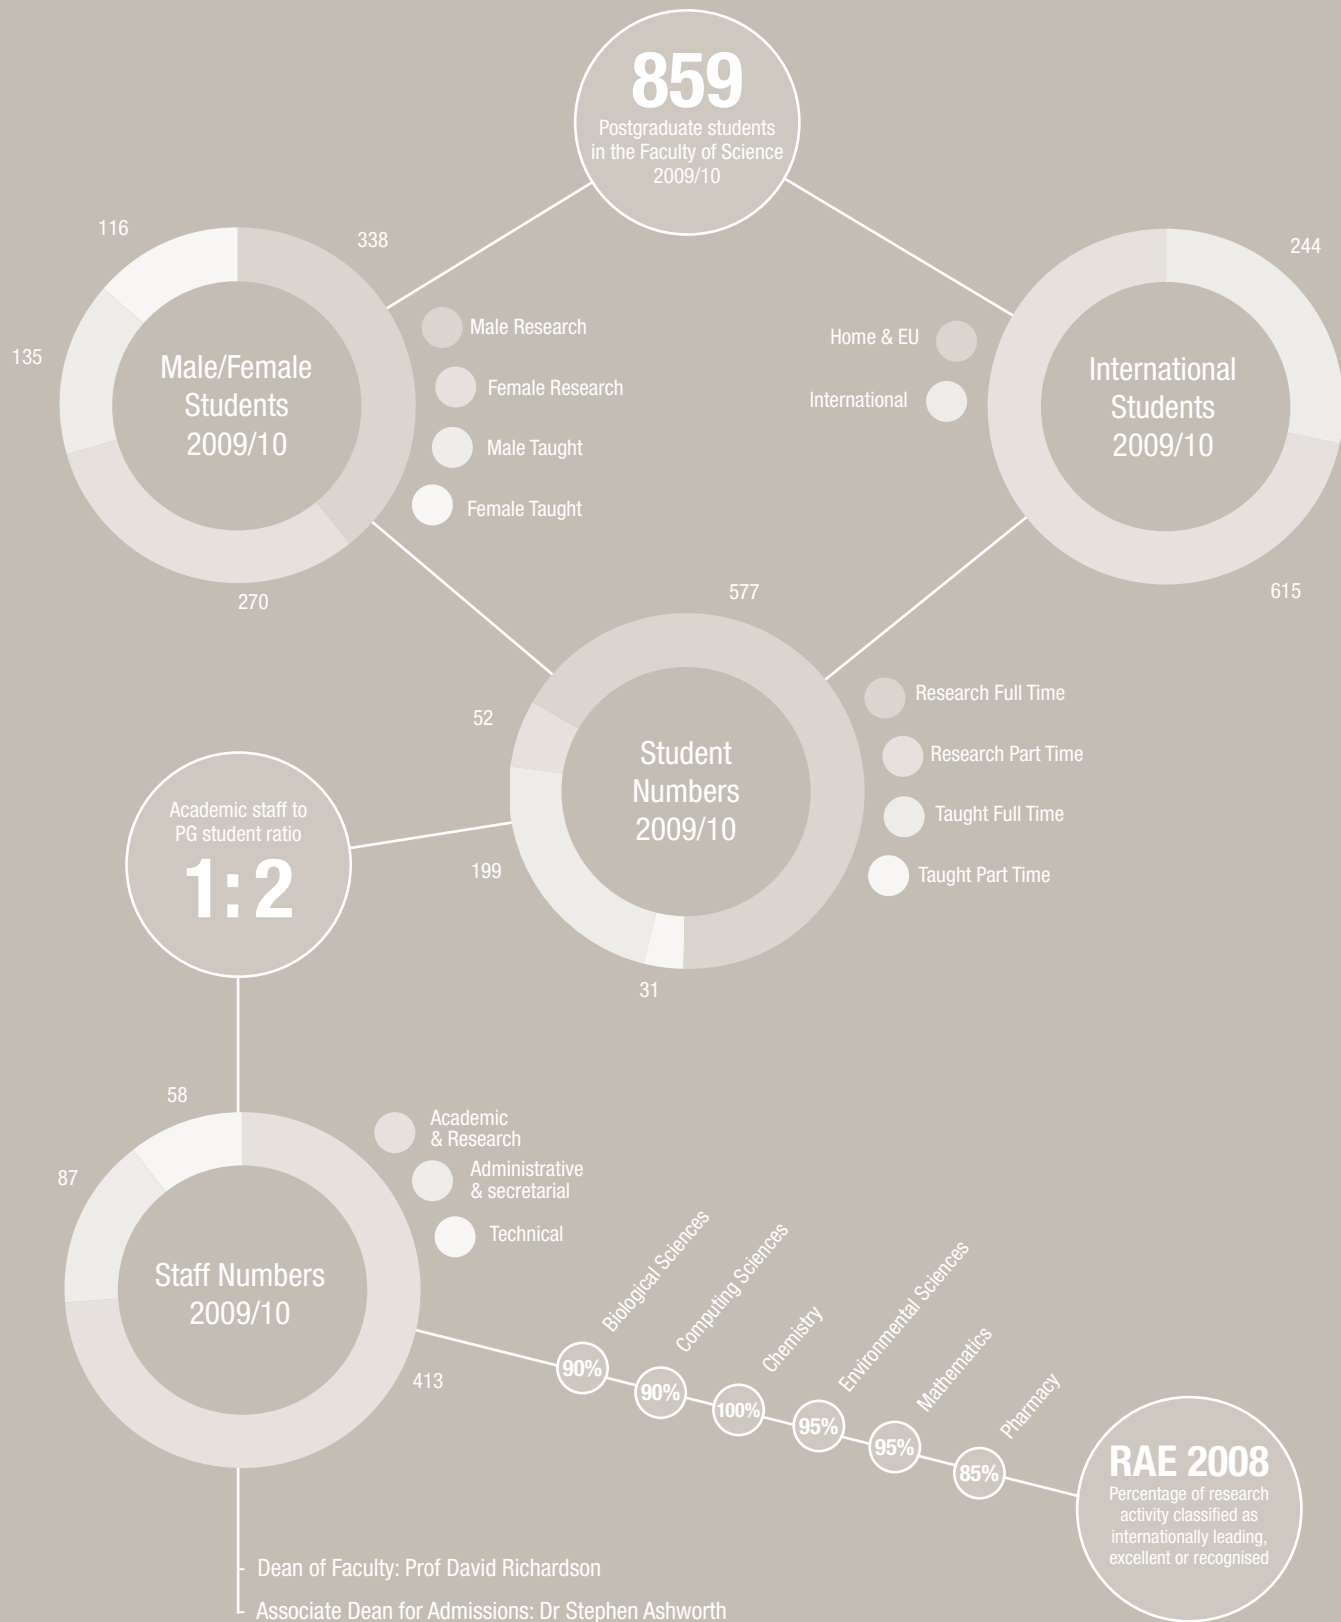 859
Postgraduate students
in the Faculty of Science
2009/10
116
338
135
270
Male/Female
Students
2009/10
Male Research
Female Research
Male Taught
Female Taught
Home & EU
International
244
615
International
Students
2009/10
577
52
199
31
Student
Numbers
2009/10
Research Full Time
Research Part Time
Taught Full Time
Taught Part Time
Academic staff to
PG student ratio
1:2
58
87
413
Staff Numbers
2009/10
Academic
& Research
Administrative
& secretarial
Technical
Biological Sciences
Computing Sciences
Chemistry
Environmental Sciences
Mathematics
Pharmacy
90%
90%
100%
95%
95%
85%
RAE 2008
Percentage of research
activity classified as
internationally leading,
excellent or recognised
Dean of Faculty: Prof David Richardson
Associate Dean for Admissions: Dr Stephen Ashworth